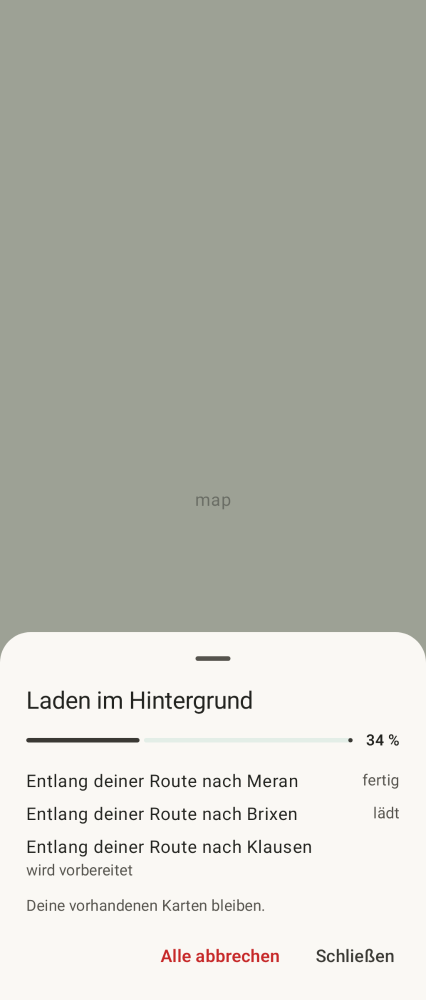 map
Laden im Hintergrund
34 %
Entlang deiner Route nach Meran fertig
Entlang deiner Route nach Brixen lädt
Entlang deiner Route nach Klausen
wird vorbereitet
Deine vorhandenen Karten bleiben.
Alle abbrechen Schließen